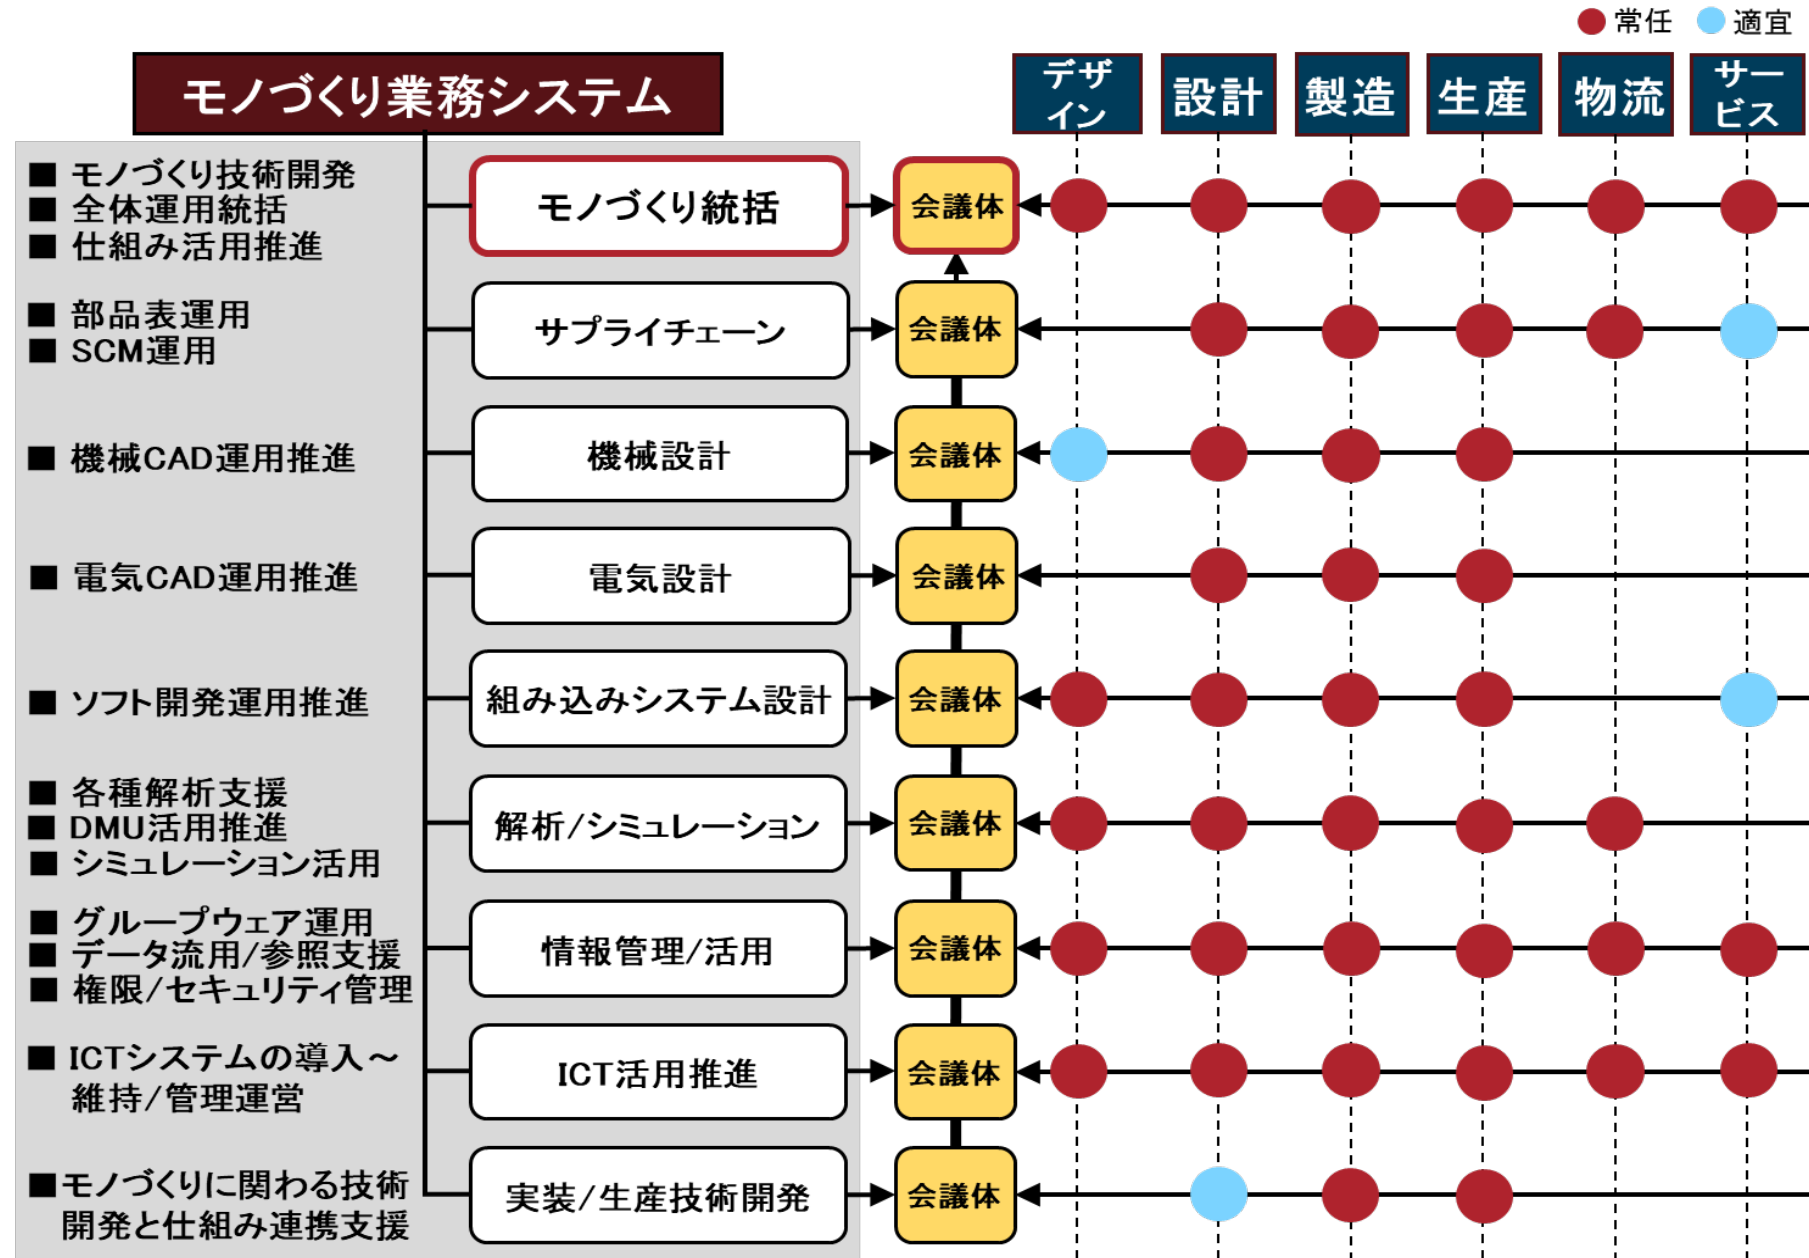 常任 適宜
モノづくり業務システム
デザ
イン
設計
製造
生産
物流
サー
ビス
■ モノづくり技術開発
■ 全体運用統括
■ 仕組み活用推進
モノづくり統括
会議体
■ 部品表運用
■ SCM運用
サプライチェーン
会議体
■ 機械CAD運用推進
機械設計
会議体
■ 電気CAD運用推進
電気設計
会議体
■ ソフト開発運用推進
組み込みシステム設計
会議体
■ 各種解析支援
■ DMU活用推進
■ シミュレーション活用
解析/シミュレーション
会議体
■ グループウェア運用
■ データ流用/参照支援
■ 権限/セキュリティ管理
情報管理/活用
会議体
■ ICTシステムの導入～
維持/管理運営
ICT活用推進
会議体
■モノづくりに関わる技術
開発と仕組み連携支援
実装/生産技術開発
会議体